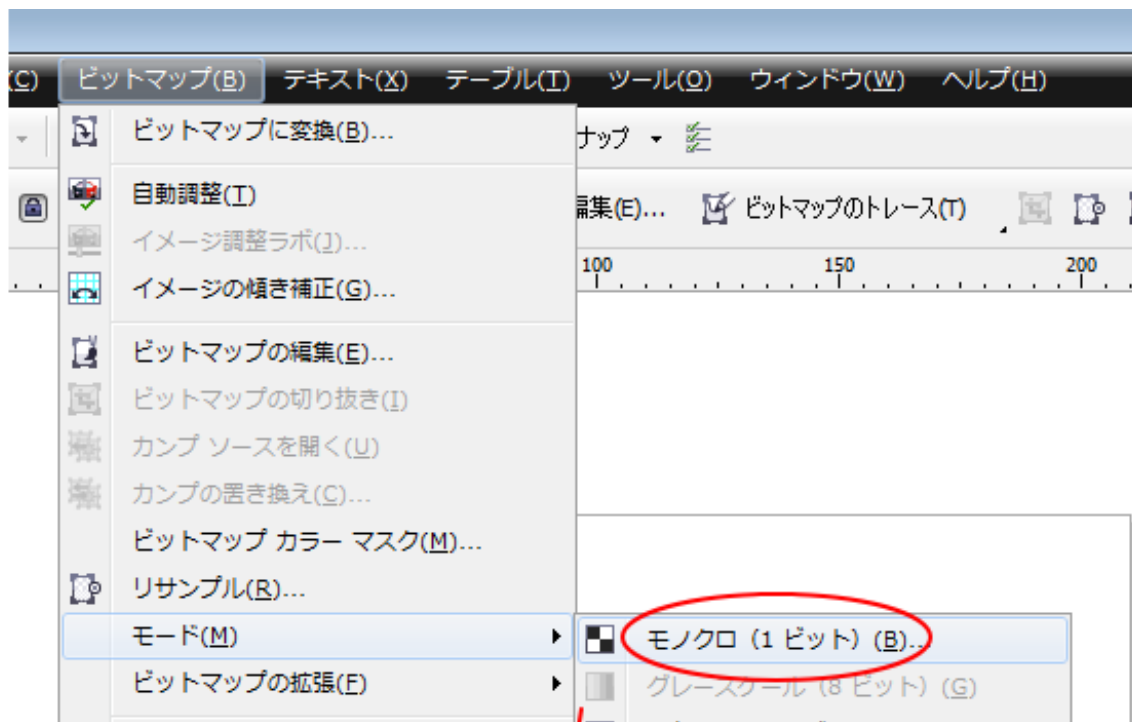 (C) ビットマップ(B) テキスト(X) テーブル(T) ツール(O) ウィンドウ(W) ヘルプ(H)
ビットマップに変換(B)...
ナップ
自動調整(T)
編集(E)... ビットマップのトレース(T)
イメージ調整ラボ(J)...
100 150 200
イメージの傾き補正(G)...
ビットマップの編集(E)...
ビットマップの切り抜き(I)
カンプ ソースを開く(U)
カンプの置き換え(C)...
ビットマップ カラー マスク(M)...
リサンプル(R)...
モード(M)
モノクロ（1 ビット）(B)...
ビットマップの拡張(F)
グレースケール（8 ビット）(G)